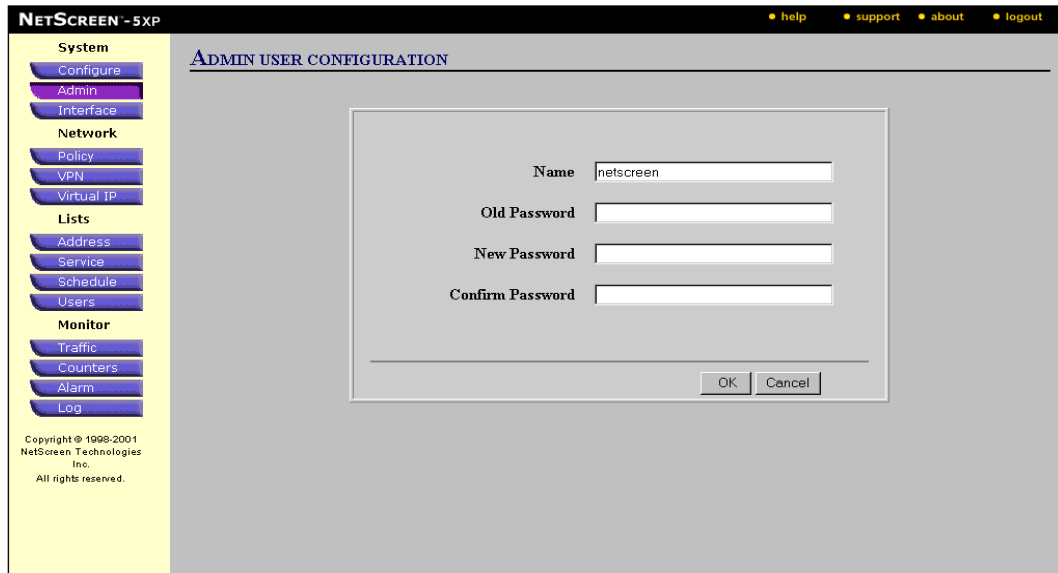 NETSCREEN™-5XP
help support about logout
System
Configure
Admin
Interface
Network
Policy
VPN
Virtual IP
Lists
Address
Service
Schedule
Users
Monitor
Traffic
Counters
Alarm
Log
Copyright © 1998-2001
NetScreen Technologies
Inc.
All rights reserved.
ADMIN USER CONFIGURATION
Name netscreen
Old Password
New Password
Confirm Password
OK Cancel